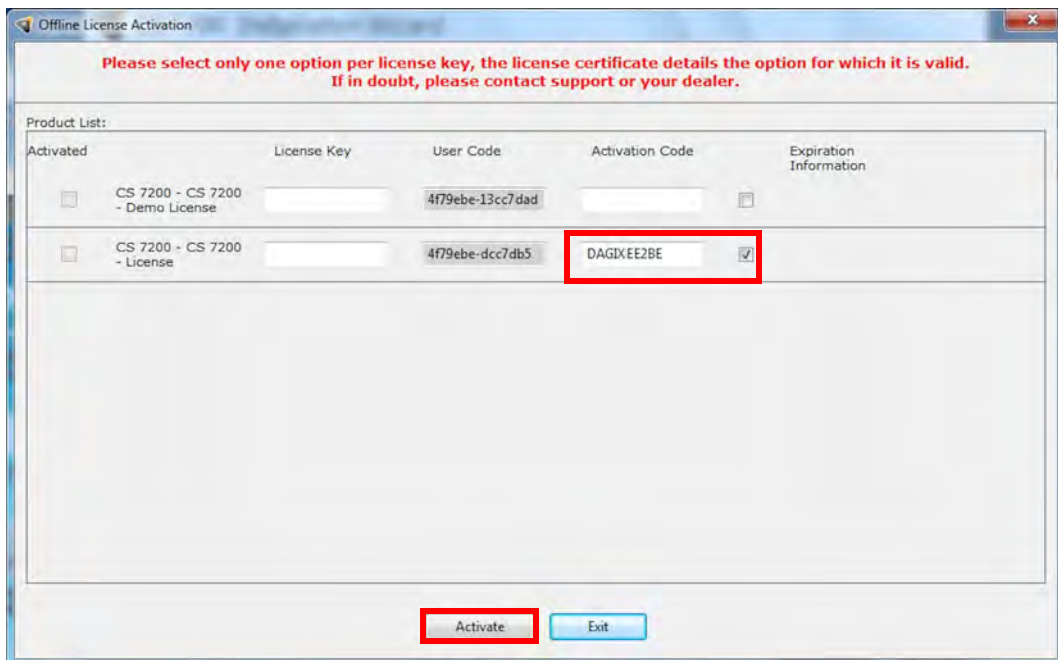 Offline License Activation
Please select only one option per license key, the license certificate details the option for which it is valid.
If in doubt, please contact support or your dealer.
Product List:
Activated License Key User Code Activation Code Expiration
Information
CS 7200 - CS 7200
- Demo License 4f79ebe-13cc7dad
CS 7200 - CS 7200
- License 4f79ebe-dcc7db5 DAGIXEE2BE
Activate Exit